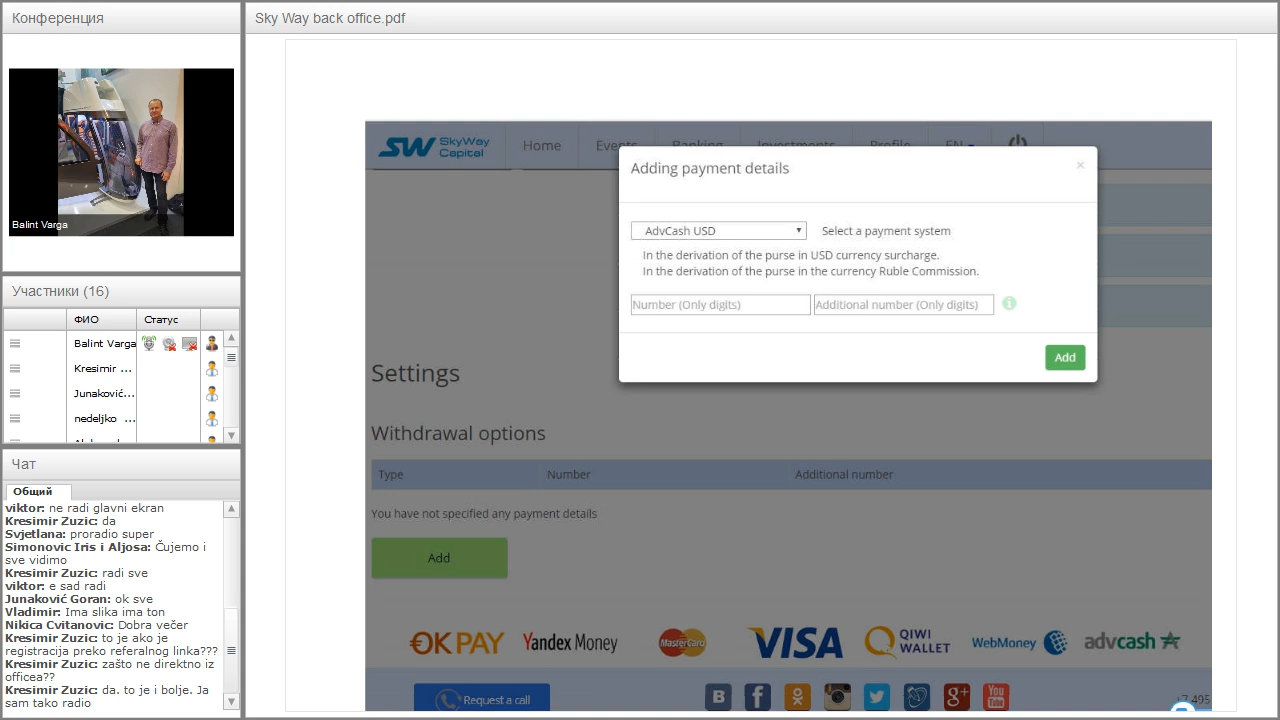 Конференция
Balint Varga
Участники (16)
ФИО
Статус
Balint Varga
Kresimir ...
Junaković...
nedeljko ...
Чат
Общий
viktor: ne radi glavni ekran
Kresimir Zuzic: da
Svjetlana: proradio super
Simonovic Iris i Aljosa: Čujemo i
sve vidimo
Kresimir Zuzic: radi sve
viktor: e sad radi
Junaković Goran: ok sve
Vladimir: Ima slika ima ton
Nikica Cvitanovic: Dobra večer
Kresimir Zuzic: to je ako je
registracija preko referalnog linka???
Kresimir Zuzic: zašto ne direktno iz
officea??
Kresimir Zuzic: da. to je i bolje. Ja
sam tako radio
Sky Way back office.pdf
SW SkyWay Capital
Home
Events
Banking
Investments
Profile
EN
Adding payment details
×
AdvCash USD
Select a payment system
In the derivation of the purse in USD currency surcharge.
In the derivation of the purse in the currency Ruble Commission.
Number (Only digits)
Additional number (Only digits)
Add
Settings
Withdrawal options
Type
Number
Additional number
You have not specified any payment details
Add
OKPAY
Yandex Money
MasterCard
VISA
QIWI WALLET
WebMoney
advcash
Request a call
B
f
g+
You Tube
+7 495